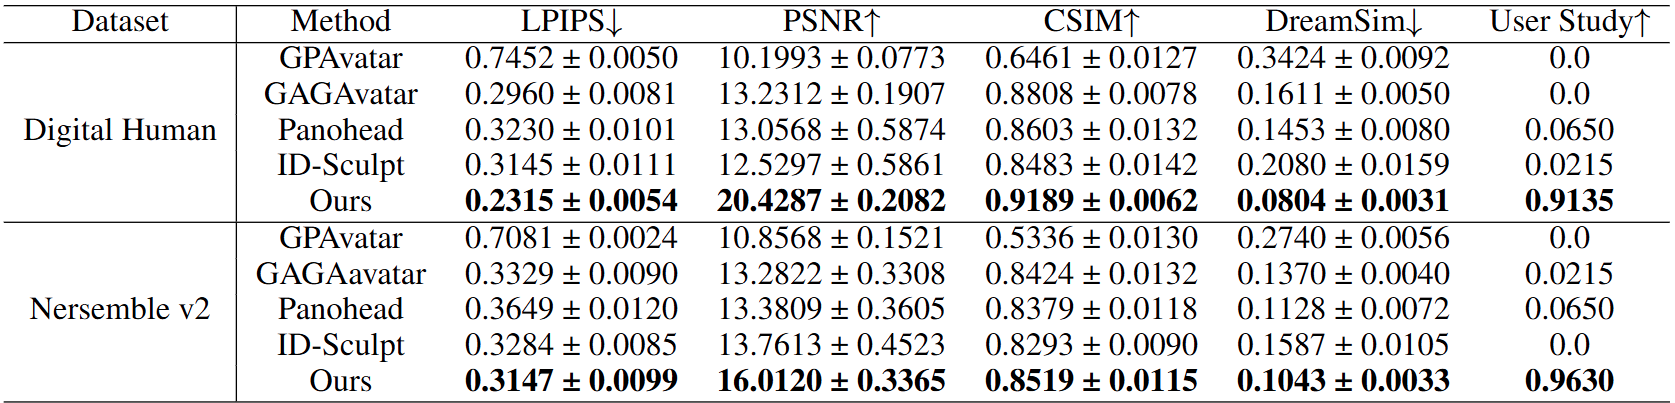 Dataset Method LPIPS↓ PSNR↑ CSIM↑ DreamSim↓ User Study↑
GPAvatar 0.7452 ± 0.0050 10.1993 ± 0.0773 0.6461 ± 0.0127 0.3424 ± 0.0092 0.0
GAGAvatar 0.2960 ± 0.0081 13.2312 ± 0.1907 0.8808 ± 0.0078 0.1611 ± 0.0050 0.0
Digital Human Panohead 0.3230 ± 0.0101 13.0568 ± 0.5874 0.8603 ± 0.0132 0.1453 ± 0.0080 0.0650
ID-Sculpt 0.3145 ± 0.0111 12.5297 ± 0.5861 0.8483 ± 0.0142 0.2080 ± 0.0159 0.0215
Ours 0.2315 ± 0.0054 20.4287 ± 0.2082 0.9189 ± 0.0062 0.0804 ± 0.0031 0.9135
GPAvatar 0.7081 ± 0.0024 10.8568 ± 0.1521 0.5336 ± 0.0130 0.2740 ± 0.0056 0.0
GAGAavatar 0.3329 ± 0.0090 13.2822 ± 0.3308 0.8424 ± 0.0132 0.1370 ± 0.0040 0.0215
Nersemble v2 Panohead 0.3649 ± 0.0120 13.3809 ± 0.3605 0.8379 ± 0.0118 0.1128 ± 0.0072 0.0650
ID-Sculpt 0.3284 ± 0.0085 13.7613 ± 0.4523 0.8293 ± 0.0090 0.1587 ± 0.0105 0.0
Ours 0.3147 ± 0.0099 16.0120 ± 0.3365 0.8519 ± 0.0115 0.1043 ± 0.0033 0.9630